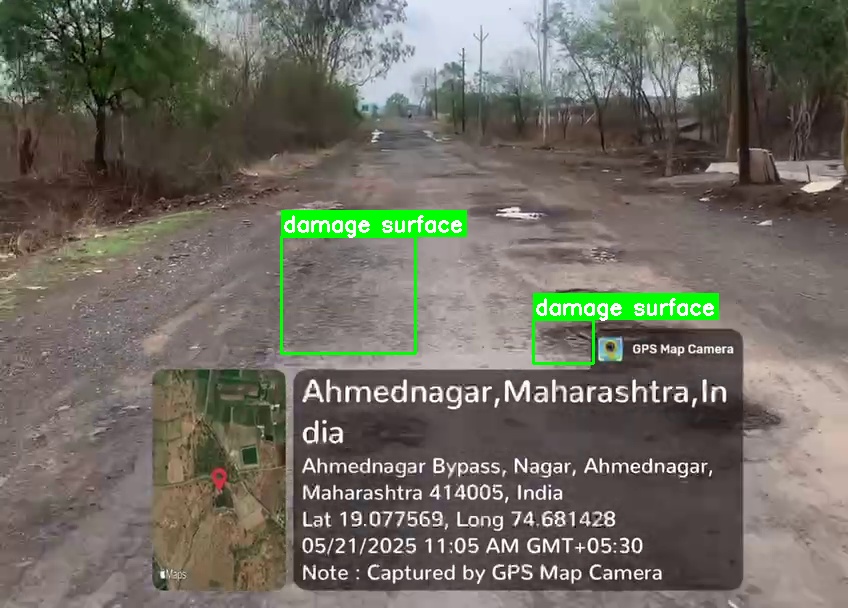 damage surface
damage surface
GPS Map Camera
Ahmednagar,Maharashtra,In
dia
Ahmednagar Bypass, Nagar, Ahmednagar,
Maharashtra 414005, India
Lat 19.077569, Long 74.681428
05/21/2025 11:05 AM GMT+05:30
Note : Captured by GPS Map Camera
Maps